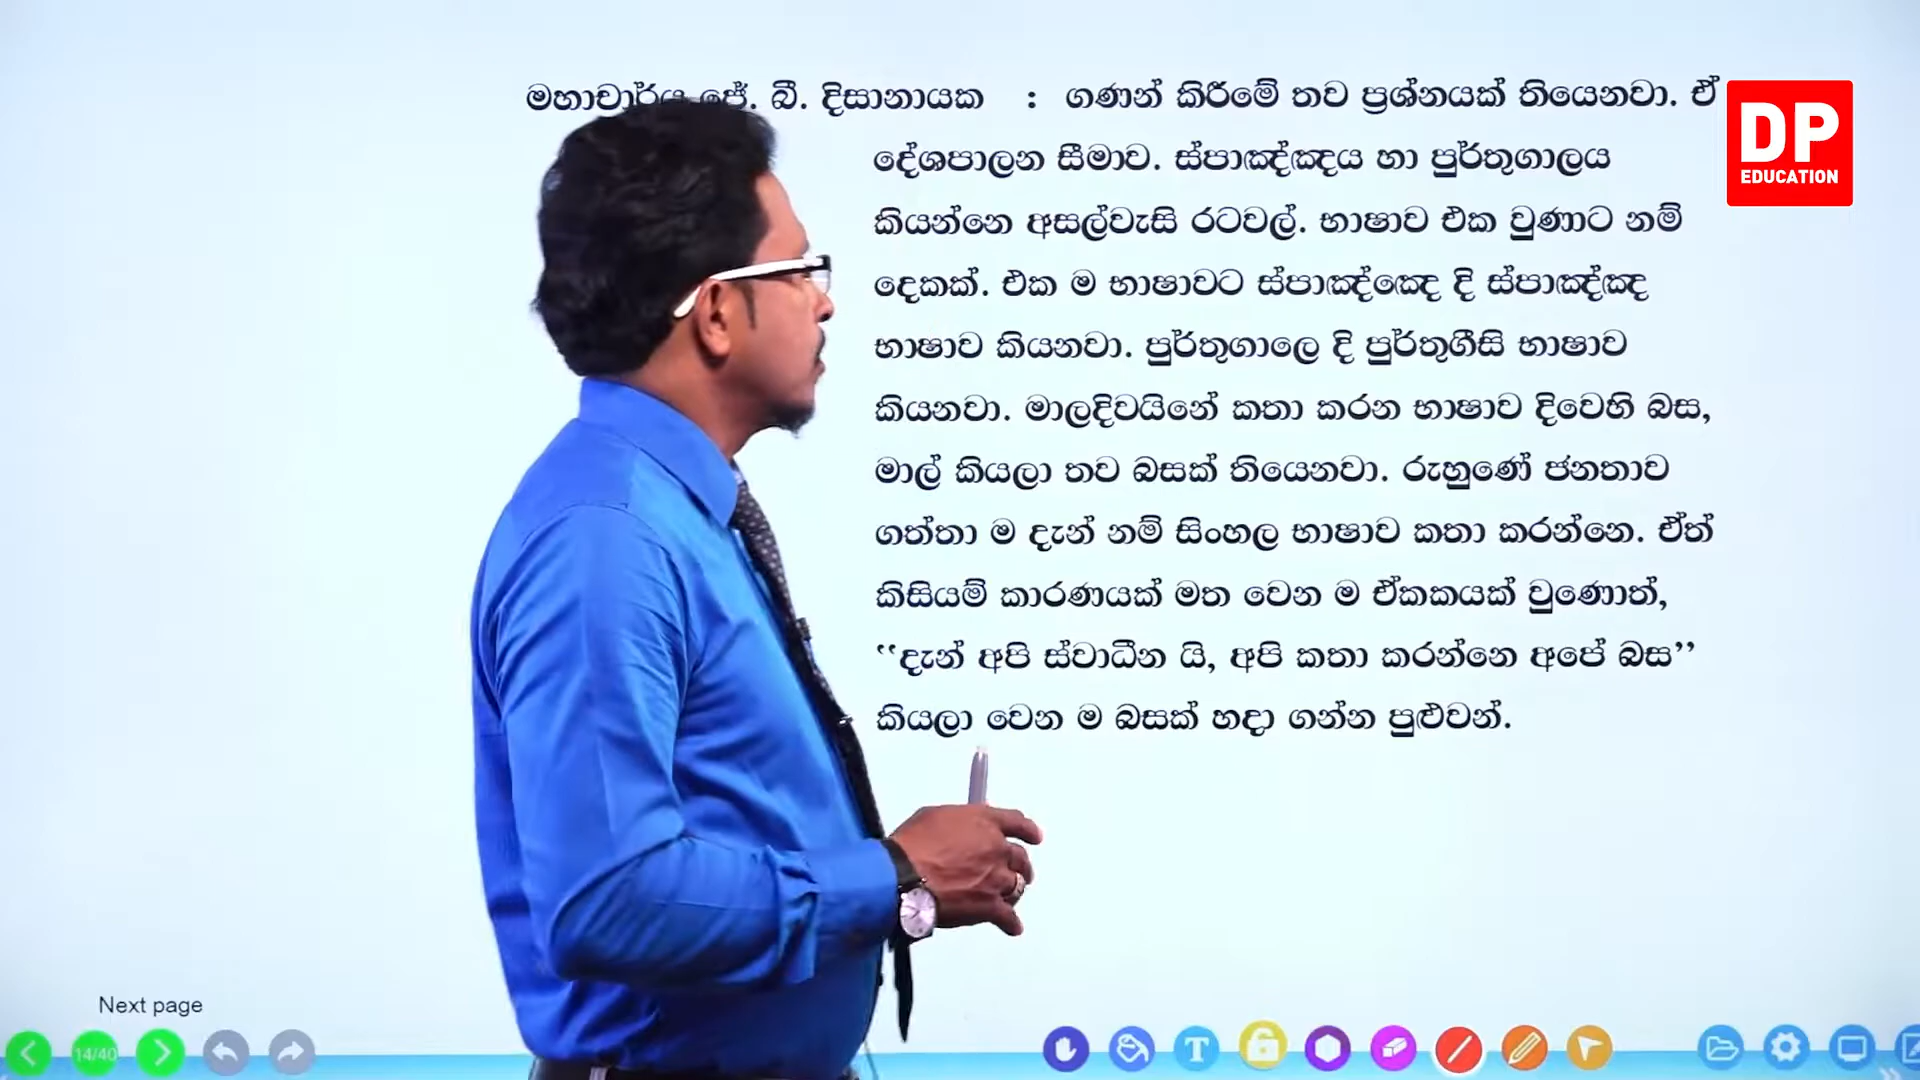 මහාචාර්ය ජේ. බී. දිසානායක : ගණන් කිරීමේ තව ප්‍රශ්නයක් තියෙනවා. ඒ
DP
EDUCATION
දේශපාලන සීමාව. ස්පාඤ්ඤය හා පුර්තුගාලය
කියන්නෙ අසල්වැසි රටවල්. භාෂාව එක වුණාට නම්
දෙකක්. එක ම භාෂාවට ස්පාඤ්ඤෙ දි ස්පාඤ්ඤ
භාෂාව කියනවා. පුර්තුගාලෙ දි පුර්තුගීසි භාෂාව
කියනවා. මාලදිවයිනේ කතා කරන භාෂාව දිවෙහි බස,
මාල් කියලා තව බසක් තියෙනවා. රුහුණේ ජනතාව
ගත්තා ම දැන් නම් සිංහල භාෂාව කතා කරන්නෙ. ඒත්
කිසියම් කාරණයක් මත වෙන ම ඒකකයක් වුණොත්,
‘‘දැන් අපි ස්වාධීන යි, අපි කතා කරන්නෙ අපේ බස’’
කියලා වෙන ම බසක් හදා ගන්න පුළුවන්.
Next page
14/40
T